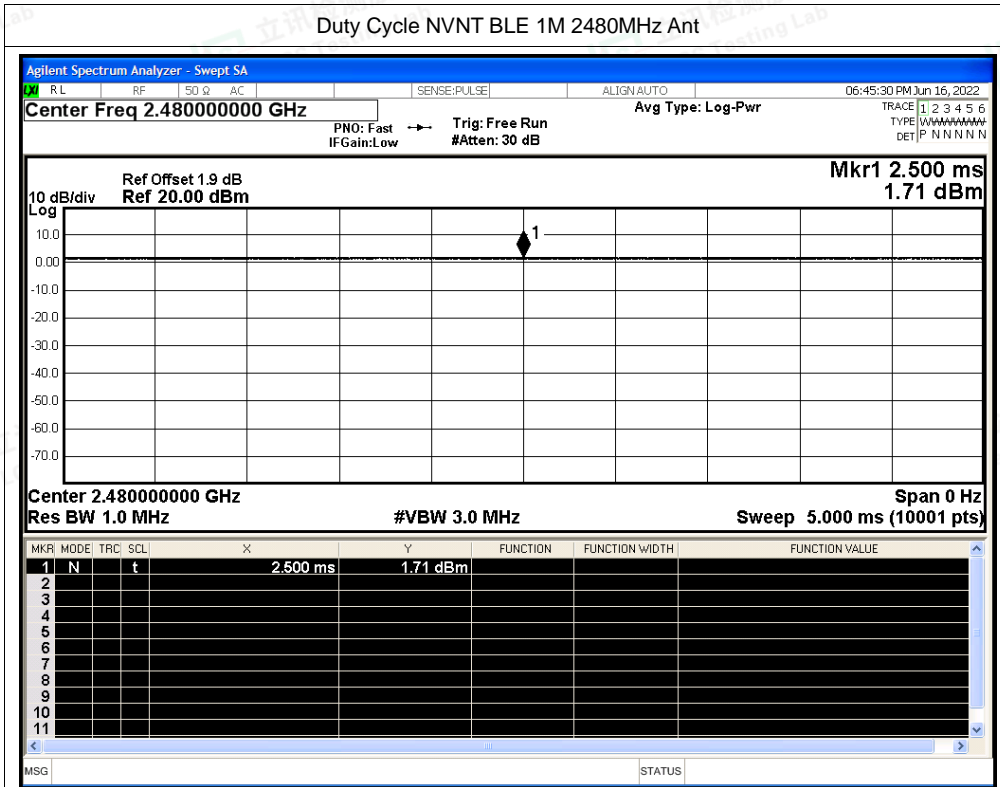 Duty Cycle NVNT BLE 1M 2480MHz Ant
Agilent Spectrum Analyzer - Swept SA
LXI RL RF 50 Ω AC SENSE:PULSE ALIGN AUTO 06:45:30 PM Jun 16, 2022
Center Freq 2.480000000 GHz Avg Type: Log-Pwr TRACE 1 2 3 4 5 6
PNO: Fast Trig: Free Run TYPE WWWWWW
IFGain:Low #Atten: 30 dB DET P N N N N N
Mkr1 2.500 ms
Ref Offset 1.9 dB
10 dB/div Ref 20.00 dBm 1.71 dBm
Log
10.0
1
0.00
-10.0
-20.0
-30.0
-40.0
-50.0
-60.0
-70.0
Center 2.480000000 GHz Span 0 Hz
Res BW 1.0 MHz #VBW 3.0 MHz Sweep 5.000 ms (10001 pts)
MKR MODE TRC SCL X Y FUNCTION FUNCTION WIDTH FUNCTION VALUE
1 N t 2.500 ms 1.71 dBm
2
3
4
5
6
7
8
9
10
11
MSG STATUS